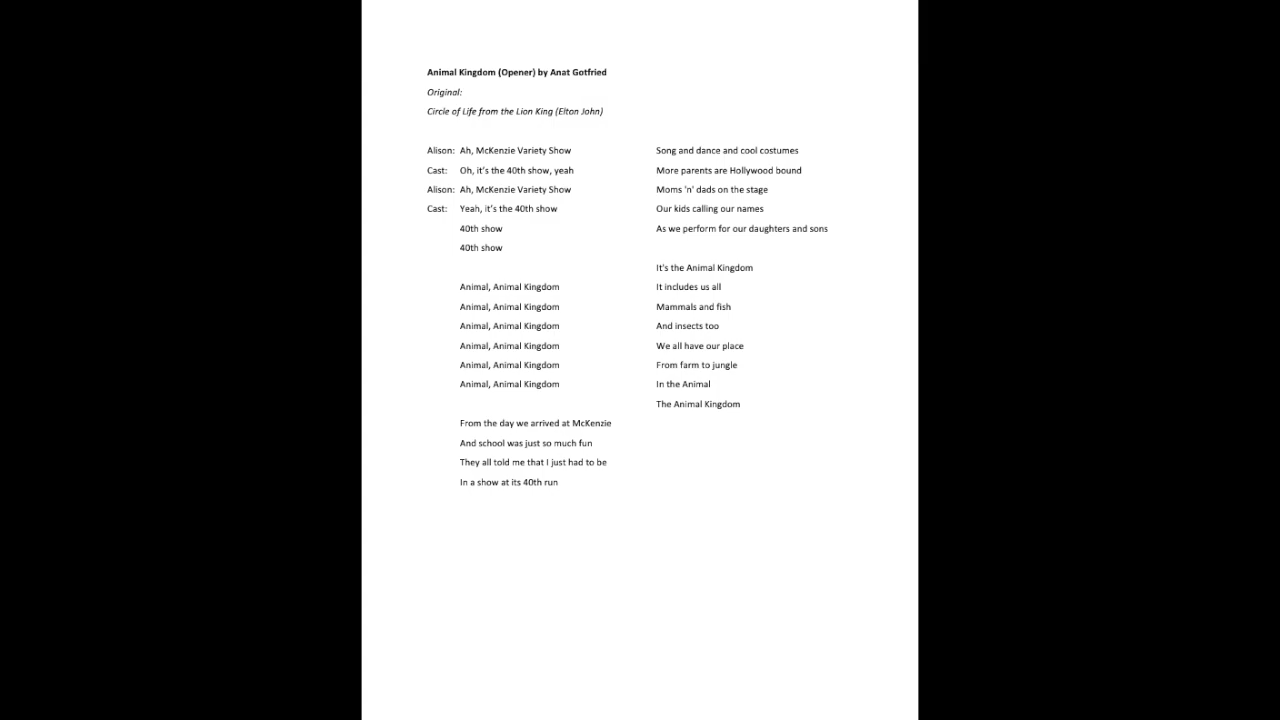 Animal Kingdom (Opener) by Anat Gotfried
Original:
Circle of Life from the Lion King (Elton John)
Alison: Ah, McKenzie Variety Show
Cast: Oh, it's the 40th show, yeah
Alison: Ah, McKenzie Variety Show
Cast: Yeah, it's the 40th show
40th show
40th show
Animal, Animal Kingdom
Animal, Animal Kingdom
Animal, Animal Kingdom
Animal, Animal Kingdom
Animal, Animal Kingdom
Animal, Animal Kingdom
From the day we arrived at McKenzie
And school was just so much fun
They all told me that I just had to be
In a show at its 40th run
Song and dance and cool costumes
More parents are Hollywood bound
Moms 'n' dads on the stage
Our kids calling our names
As we perform for our daughters and sons
It's the Animal Kingdom
It includes us all
Mammals and fish
And insects too
We all have our place
From farm to jungle
In the Animal
The Animal Kingdom